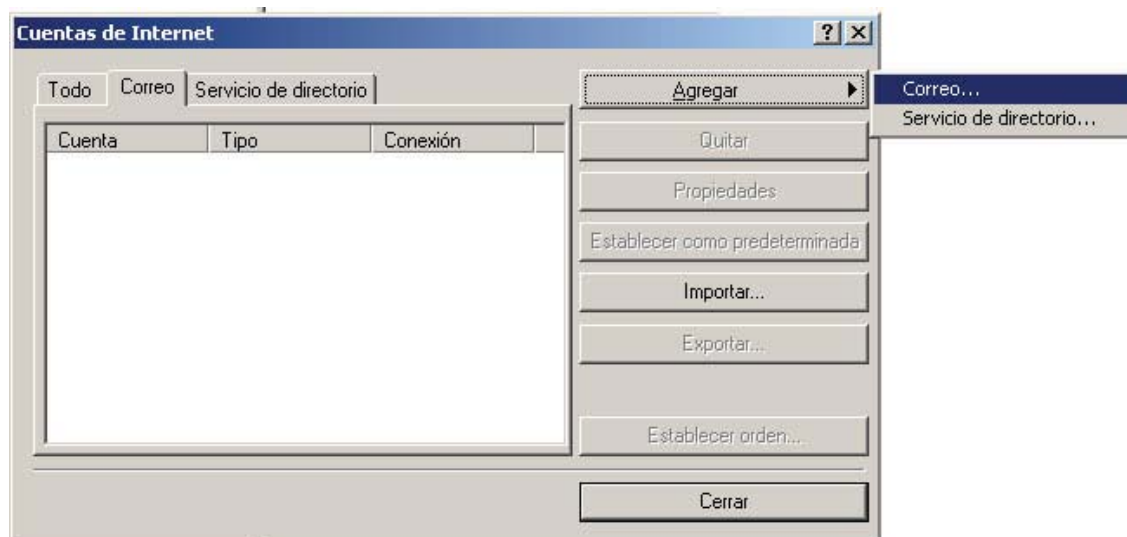 Cuentas de Internet
Todo Correo Servicio de directorio
Cuenta Tipo Conexión
Agregar
Quitar
Propiedades
Establecer como predeterminada
Importar...
Exportar...
Establecer orden...
Cerrar
Correo...
Servicio de directorio...